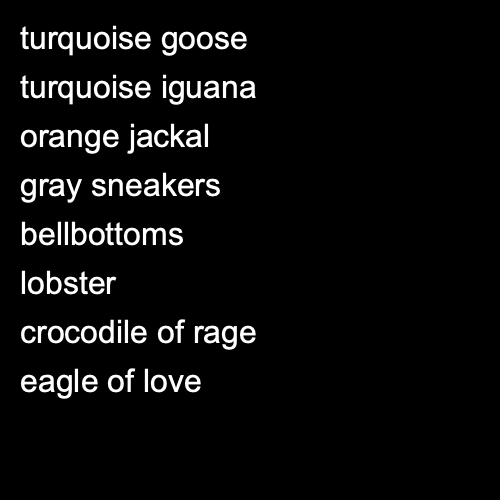 turquoise goose
turquoise iguana
orange jackal
gray sneakers
bellbottoms
lobster
crocodile of rage
eagle of love